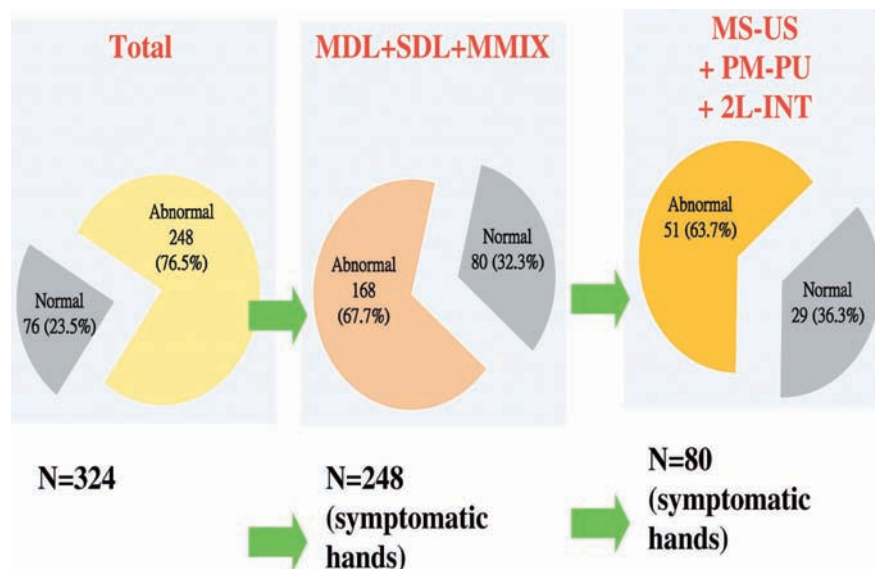 Total
Abnormal
248
(76.5%)
Normal
76 (23.5%)
N=324
MDL+SDL+MMIX
Abnormal
168
(67.7%)
Normal
80 (32.3%)
N=248
(symptomatic
hands)
MS-US
+ PM-PU
+ 2L-INT
Abnormal
51 (63.7%)
Normal
29 (36.3%)
N=80
(symptomatic
hands)